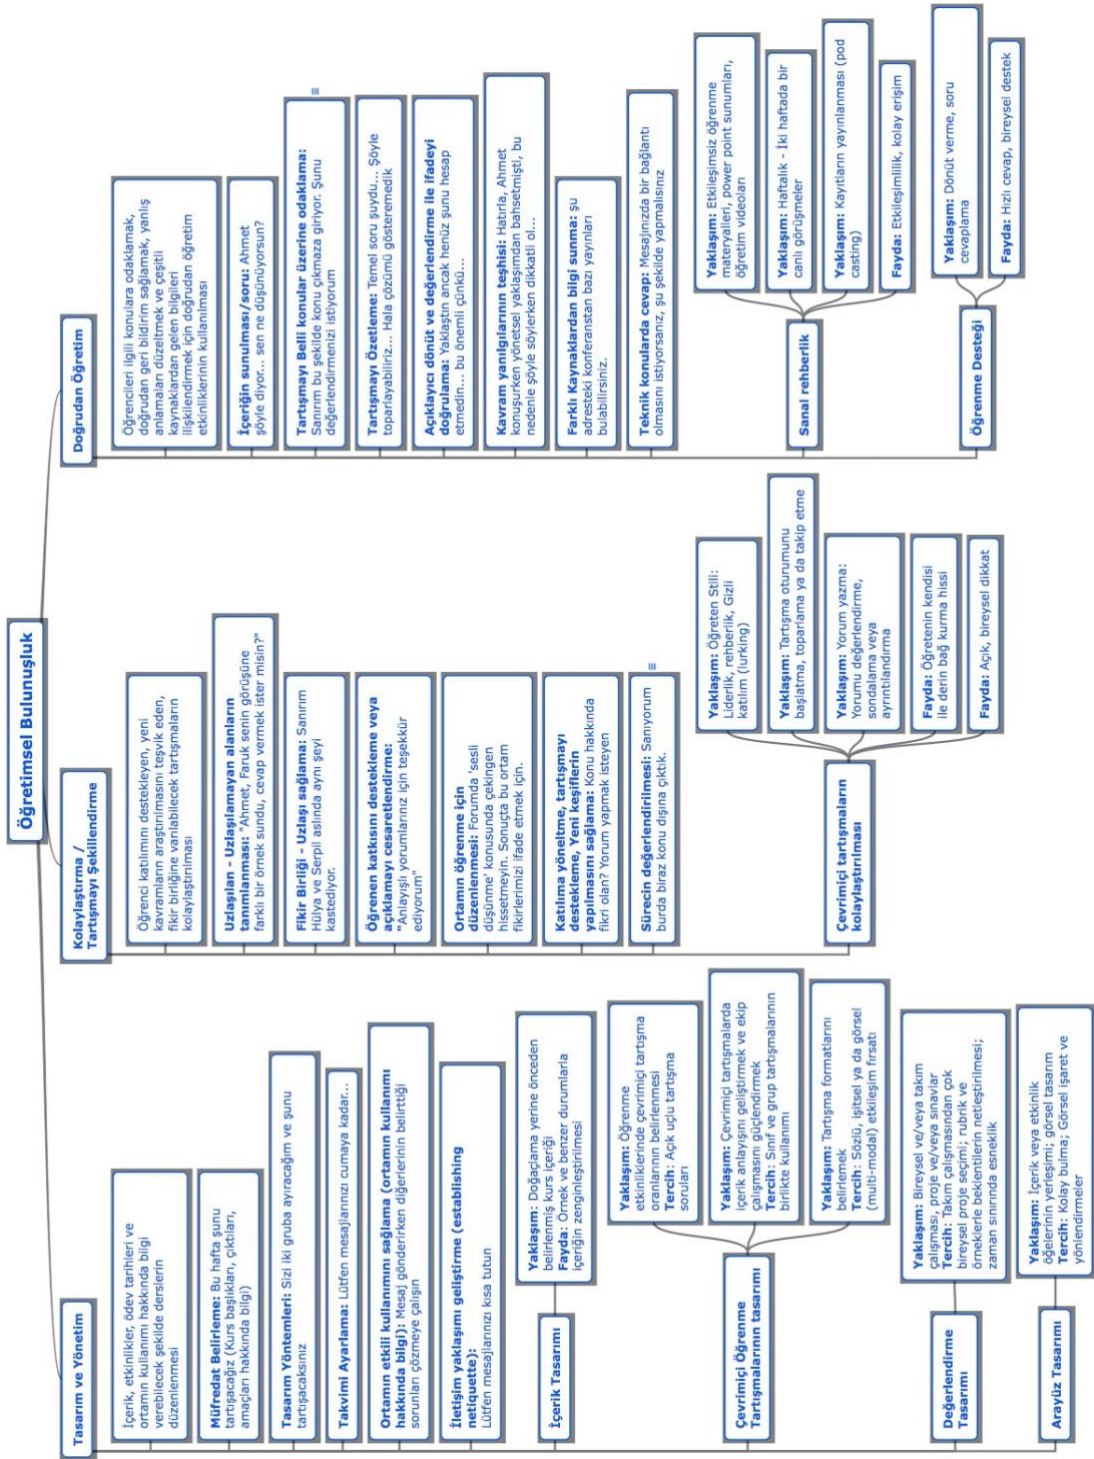 Öğretimsel Bulunuşluk
Tasarım ve Yönetim
İçerik, etkinlikler, ödev tarihleri ve
ortamın kullanımı hakkında bilgi
verebilecek şekilde derslerin
düzenlenmesi
Müfredat Belirleme: Bu hafta şunu
tartışacağız (Kurs başlıkları, çıktıları,
amaçları hakkında bilgi)
Tasarım Yöntemleri: Sizi iki gruba ayıracağım ve şunu
tartışacaksınız
Takvimi Ayarlama: Lütfen mesajlarınızı cumaya kadar...
Ortamın etkili kullanımını sağlama (ortamın kullanımı
hakkında bilgi): Mesaj gönderirken diğerlerinin belirttiği
sorunları çözmeye çalışın
İletişim yaklaşımı geliştirme (establishing
netiquette):
Lütfen mesajlarınızı kısa tutun
İçerik Tasarımı
Yaklaşım: Doğaçlama yerine önceden
belirlenmiş kurs içeriği
Fayda: Örnek ve benzer durumlarla
içeriğin zenginleştirilmesi
Çevrimiçi Öğrenme
Tartışmalarının tasarımı
Yaklaşım: Öğrenme
etkinliklerinde çevrimiçi tartışma
oranlarının belirlenmesi
Tercih: Açık uçlu tartışma
soruları
Yaklaşım: Çevrimiçi tartışmalarda
içerik anlayışını geliştirmek ve ekip
çalışmasını güçlendirmek
Tercih: Sınıf ve grup tartışmalarının
birlikte kullanımı
Yaklaşım: Tartışma formatlarını
belirlemek
Tercih: Sözlü, işitsel ya da görsel
(multi-modal) etkileşim fırsatı
Değerlendirme
Tasarımı
Yaklaşım: Bireysel ve/veya takım
çalışması, proje ve/veya sınavlar
Tercih: Takım çalışmasından çok
bireysel proje seçimi; rubrik ve
örneklerle beklentilerin netleştirilmesi;
zaman sınırında esneklik
Arayüz Tasarımı
Yaklaşım: İçerik veya etkinlik
öğelerinin yerleşimi; görsel tasarım
Tercih: Kolay bulma; Görsel işaret ve
yönlendirmeler
Kolaylaştırma /
Tartışmayı Şekillendirme
Öğrenci katılımını destekleyen, yeni
kavramların araştırılmasını teşvik eden,
fikir birliğine varılabilecek tartışmaların
kolaylaştırılması
Uzlaşılan - Uzlaşılamayan alanların
tanımlanması: "Ahmet, Faruk senin görüşüne
farklı bir örnek sundu, cevap vermek ister misin?"
Fikir Birliği - Uzlaşı sağlama: Sanırım
Hülya ve Serpil aslında aynı şeyi
kastediyor.
Öğrenen katkısını destekleme veya
açıklamayı cesaretlendirme:
"Anlayışlı yorumlarınız için teşekkür
ediyorum"
Ortamın öğrenme için
düzenlenmesi: Forumda 'sesli
düşünme' konusunda çekingen
hissetmeyin. Sonuçta bu ortam
fikirlerimizi ifade etmek için.
Katılıma yöneltme, tartışmayı
destekleme, Yeni keşiflerin
yapılmasını sağlama: Konu hakkında
fikri olan? Yorum yapmak isteyen
Sürecin değerlendirilmesi: Sanıyorum
burda biraz konu dışına çıktık.
Çevrimiçi tartışmaların
kolaylaştırılması
Yaklaşım: Öğreten Stili:
Liderlik, rehberlik, Gizli
katılım (lurking)
Yaklaşım: Tartışma oturumunu
başlatma, toparlama ya da takip etme
Yaklaşım: Yorum yazma:
Yorumu değerlendirme,
sondalama veya
ayrıntılandırma
Fayda: Öğretenin kendisi
ile derin bağ kurma hissi
Fayda: Açık, bireysel dikkat
Doğrudan Öğretim
Öğrencileri ilgili konulara odaklamak,
doğrudan geri bildirim sağlamak, yanlış
anlamaları düzeltmek ve çeşitli
kaynaklardan gelen bilgileri
ilişkilendirmek için doğrudan öğretim
etkinliklerinin kullanılması
İçeriğin sunulması/soru: Ahmet
şöyle diyor... sen ne düşünüyorsun?
Tartışmayı Belli konular üzerine odaklama:
Sanırım bu şekilde konu çıkmaza giriyor. Şunu
değerlendirmenizi istiyorum
Tartışmayı Özetleme: Temel soru şuydu... Şöyle
toparlayabiliriz... Hala çözümü gösteremedik
Açıklayıcı dönüt ve değerlendirme ile ifadeyi
doğrulama: Yaklaştın ancak henüz şunu hesap
etmedin... bu önemli çünkü...
Kavram yanılgılarının teşhisi: Hatırla, Ahmet
konuşurken yönetsel yaklaşımdan bahsetmişti, bu
nedenle şöyle söylerken dikkatli ol...
Farklı Kaynaklardan bilgi sunma: şu
adresteki konferanstan bazı yayınları
bulabilirsiniz.
Teknik konularda cevap: Mesajınızda bir bağlantı
olmasını istiyorsanız, şu şekilde yapmalısınız
Sanal rehberlik
Yaklaşım: Etkileşimsiz öğrenme
materyalleri, power point sunumları,
öğretim videoları
Yaklaşım: Haftalık - İki haftada bir
canlı görüşmeler
Yaklaşım: Kayıtların yayınlanması (pod
casting)
Fayda: Etkileşimlilik, kolay erişim
Öğrenme Desteği
Yaklaşım: Dönüt verme, soru
cevaplama
Fayda: Hızlı cevap, bireysel destek